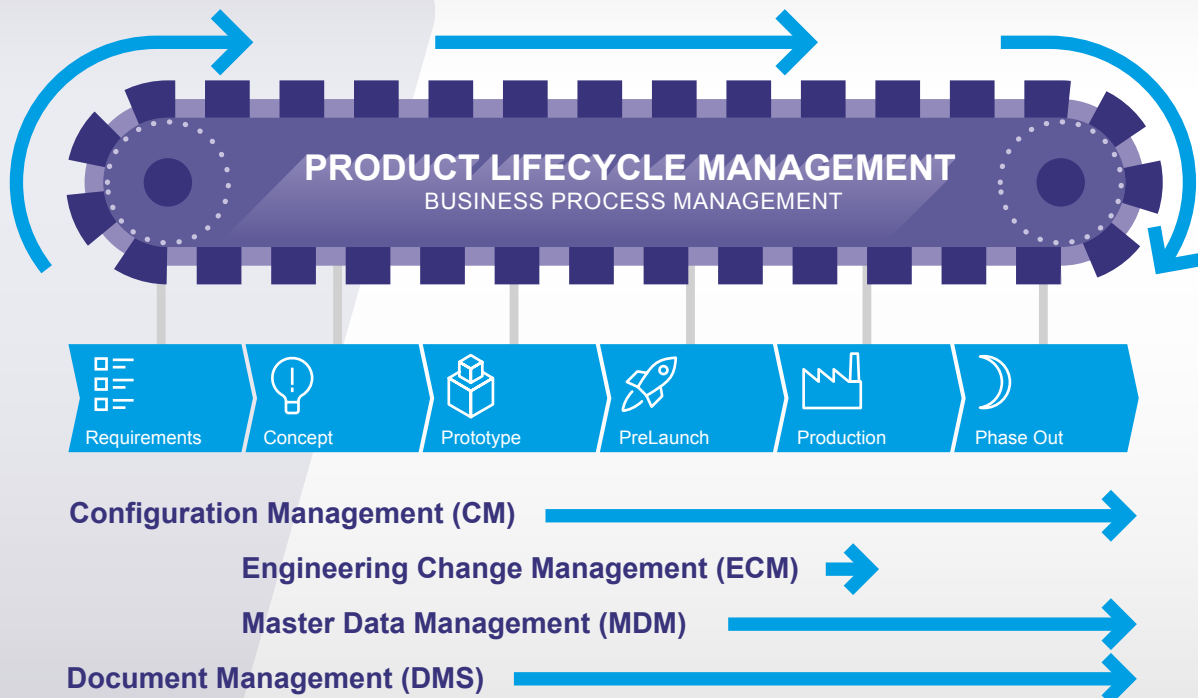 PRODUCT LIFECYCLE MANAGEMENT
BUSINESS PROCESS MANAGEMENT
Requirements
Concept
Prototype
PreLaunch
Production
Phase Out
Configuration Management (CM)
Engineering Change Management (ECM)
Master Data Management (MDM)
Document Management (DMS)